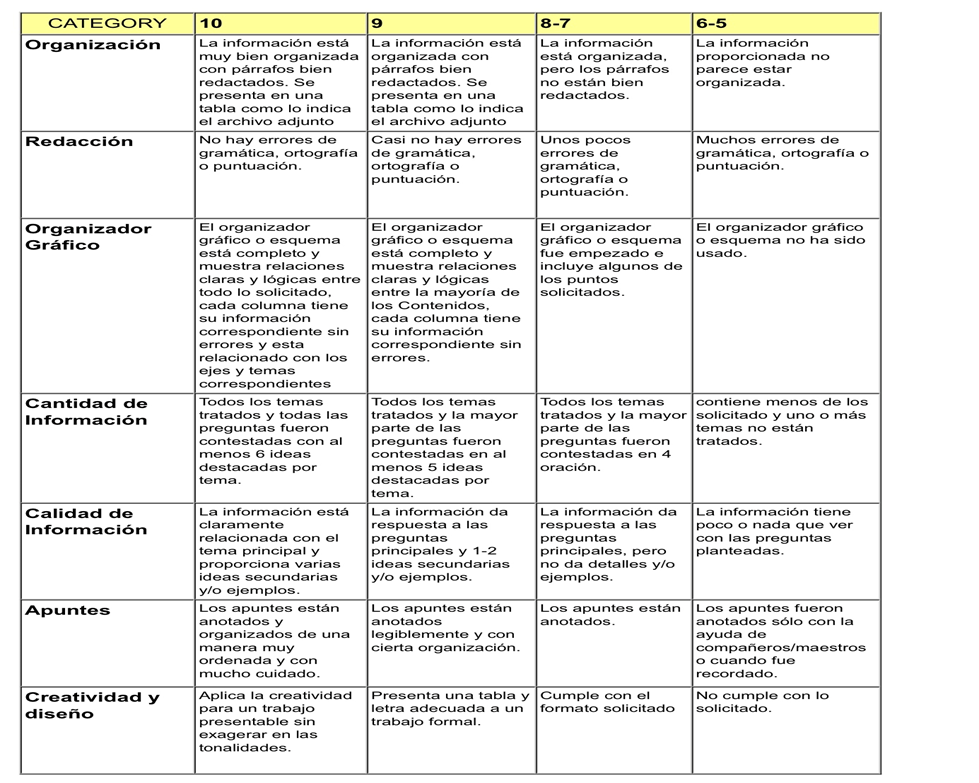 CATEGORY 10 9 8-7 6-5
Organización
La información está
muy bien organizada
con párrafos bien
redactados. Se
presenta en una
tabla como lo indica
el archivo adjunto
La información está
organizada con
párrafos bien
redactados. Se
presenta en una
tabla como lo indica
el archivo adjunto
La información
está organizada,
pero los párrafos
no están bien
redactados.
La información
proporcionada no
parece estar
organizada.
Redacción
No hay errores de
gramática, ortografía
o puntuación.
Casi no hay errores
de gramática,
ortografía o
puntuación.
Unos pocos
errores de
gramática,
ortografía o
puntuación.
Muchos errores de
gramática, ortografía o
puntuación.
Organizador
Gráfico
El organizador
gráfico o esquema
está completo y
muestra relaciones
claras y lógicas entre
todo lo solicitado,
cada columna tiene
su información
correspondiente sin
errores y esta
relacionado con los
ejes y temas
correspondientes
El organizador
gráfico o esquema
está completo y
muestra relaciones
claras y lógicas
entre la mayoría de
los Contenidos,
cada columna tiene
su información
correspondiente sin
errores.
El organizador
gráfico o esquema
fue empezado e
incluye algunos de
los puntos
solicitados.
El organizador gráfico
o esquema no ha sido
usado.
Cantidad de
Información
Todos los temas
tratados y todas las
preguntas fueron
contestadas con al
menos 6 ideas
destacadas por
tema.
Todos los temas
tratados y la mayor
parte de las
preguntas fueron
contestadas en al
menos 5 ideas
destacadas por
tema.
Todos los temas
tratados y la mayor
parte de las
preguntas fueron
contestadas en 4
oración.
contiene menos de los
solicitado y uno o más
temas no están
tratados.
Calidad de
Información
La información está
claramente
relacionada con el
tema principal y
proporciona varias
ideas secundarias
y/o ejemplos.
La información da
respuesta a las
preguntas
principales y 1-2
ideas secundarias
y/o ejemplos.
La información da
respuesta a las
preguntas
principales, pero
no da detalles y/o
ejemplos.
La información tiene
poco o nada que ver
con las preguntas
planteadas.
Apuntes
Los apuntes están
anotados y
organizados de una
manera muy
ordenada y con
mucho cuidado.
Los apuntes están
anotados
legiblemente y con
cierta organización.
Los apuntes están
anotados.
Los apuntes fueron
anotados sólo con la
ayuda de
compañeros/maestros
o cuando fue
recordado.
Creatividad y
diseño
Aplica la creatividad
para un trabajo
presentable sin
exagerar en las
tonalidades.
Presenta una tabla y
letra adecuada a un
trabajo formal.
Cumple con el
formato solicitado
No cumple con lo
solicitado.